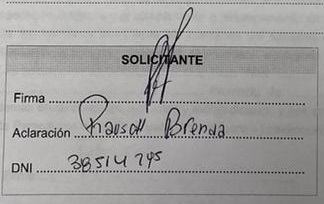 SOLICITANTE
Firma
Aclaración Brenda
DNI 38514745